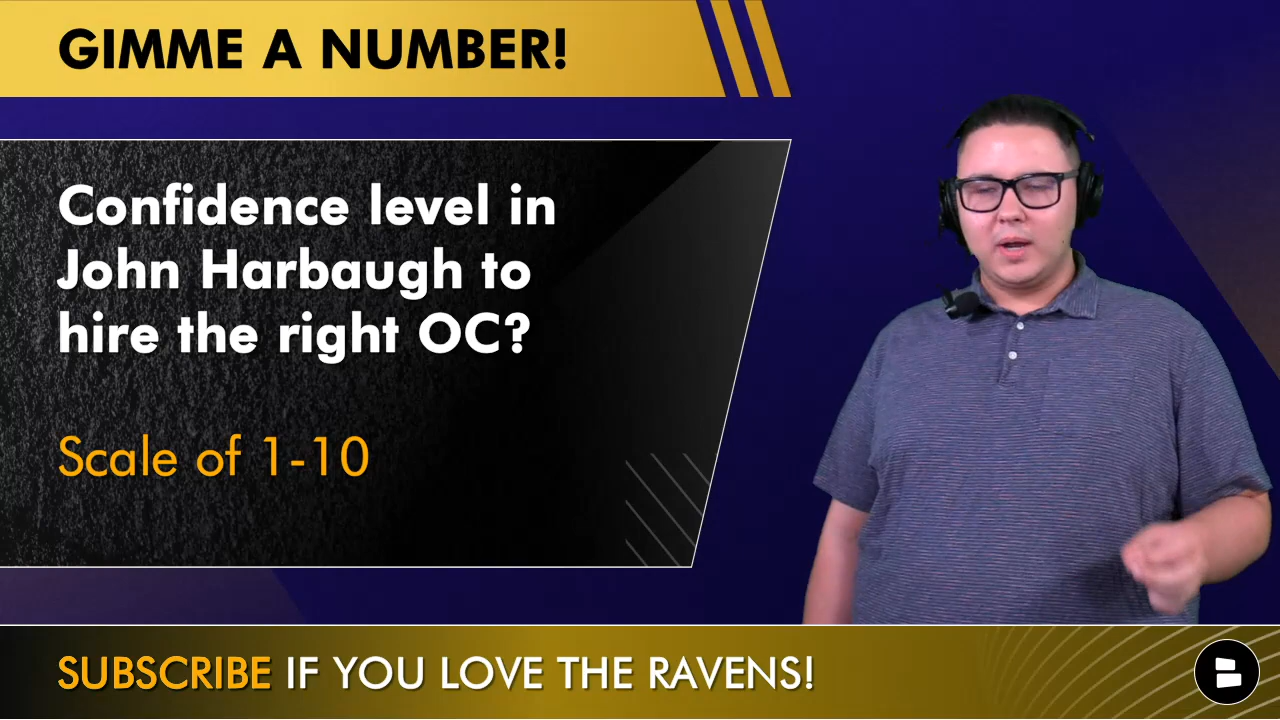 GIMME A NUMBER!
Confidence level in
John Harbaugh to
hire the right OC?
Scale of 1-10
SUBSCRIBE IF YOU LOVE THE RAVENS!